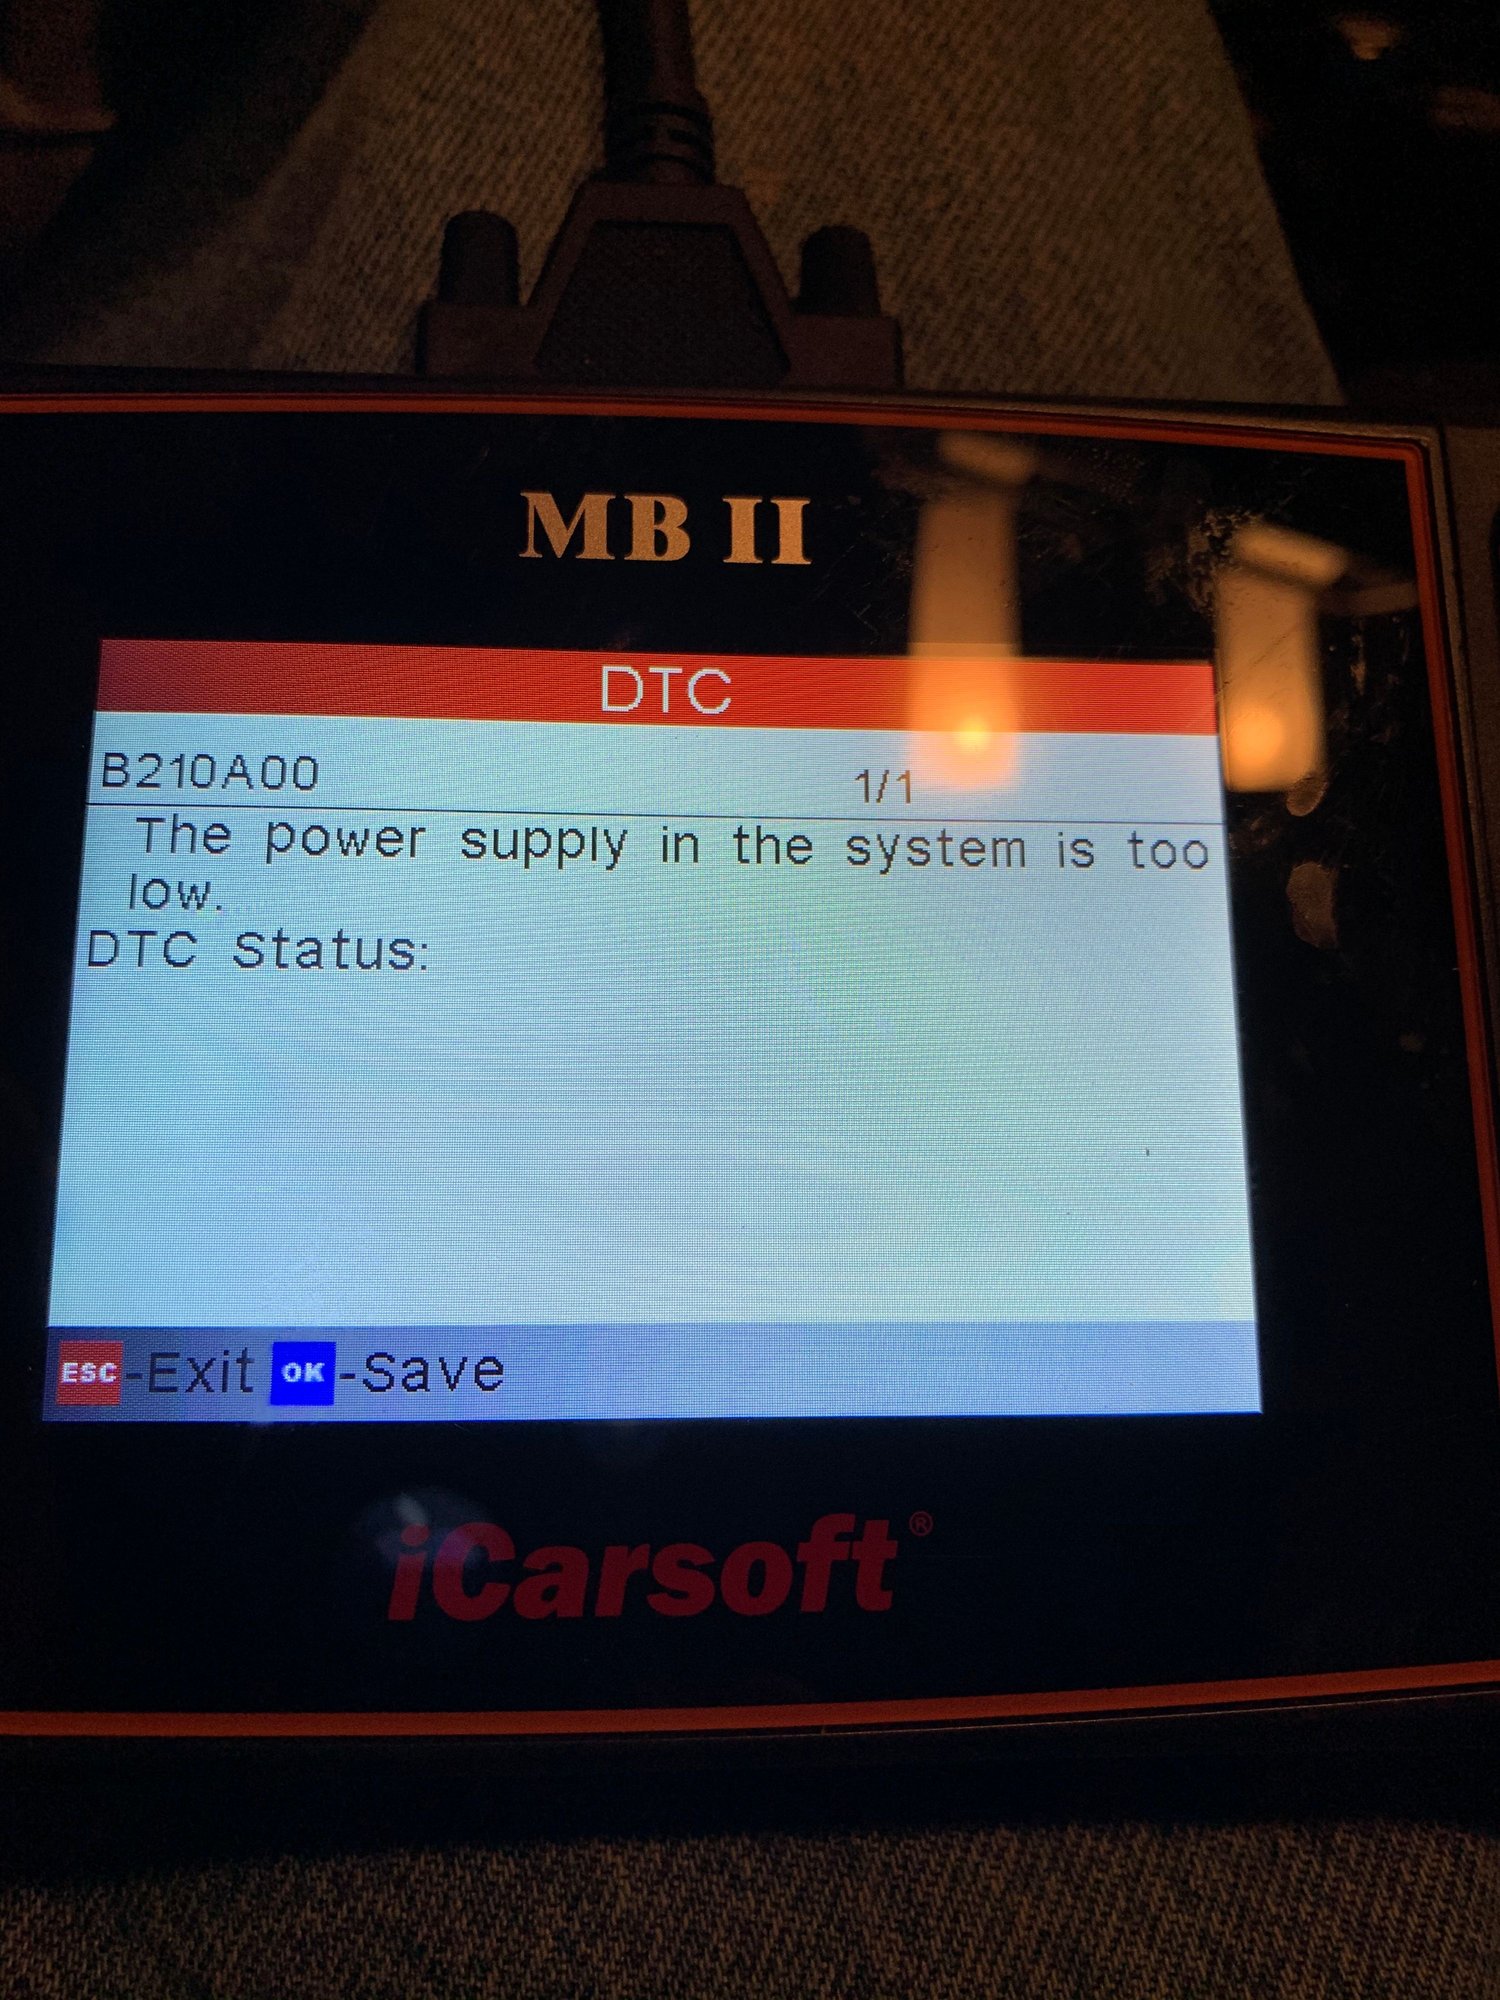 MB II
DTC
B210A00 1/1
The power supply in the system is too
low.
DTC Status:
ESC -Exit OK -Save
iCarsoft®